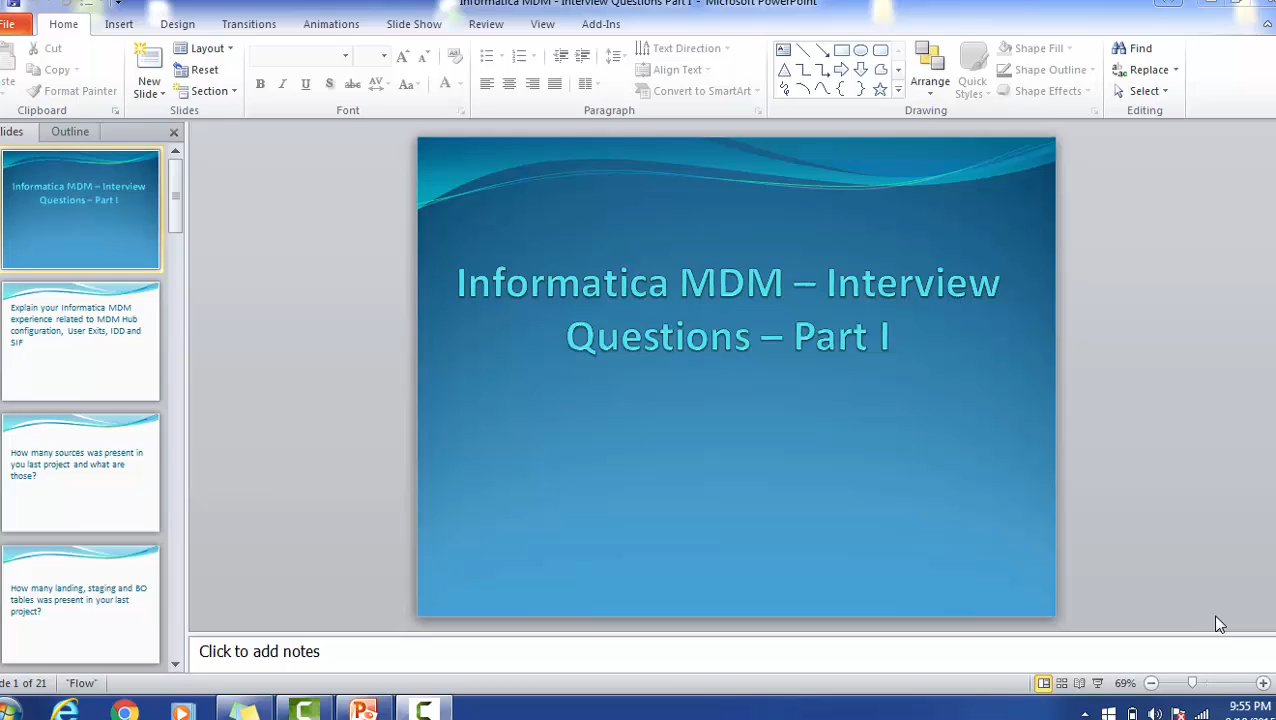 Informatica MDM - Interview Questions Part I - Microsoft PowerPoint
File Home Insert Design Transitions Animations Slide Show Review View Add-Ins
Cut
Copy
Format Painter
Clipboard
New
Slide
Layout
Reset
Section
Slides
B I U S abc AV Aa A
Font
Text Direction
Align Text
Convert to SmartArt
Paragraph
Arrange
Quick
Styles
Shape Fill
Shape Outline
Shape Effects
Drawing
Find
Replace
Select
Editing
Outline
Informatica MDM – Interview
Questions – Part I
Explain your Informatica MDM
experience related to MDM Hub
configuration, User Exits, IDD and
SIF
How many sources was present in
you last project and what are
those?
How many landing, staging and BO
tables was present in your last
project?
Informatica MDM – Interview
Questions – Part I
Click to add notes
1 of 21 "Flow"
69%
9:55 PM